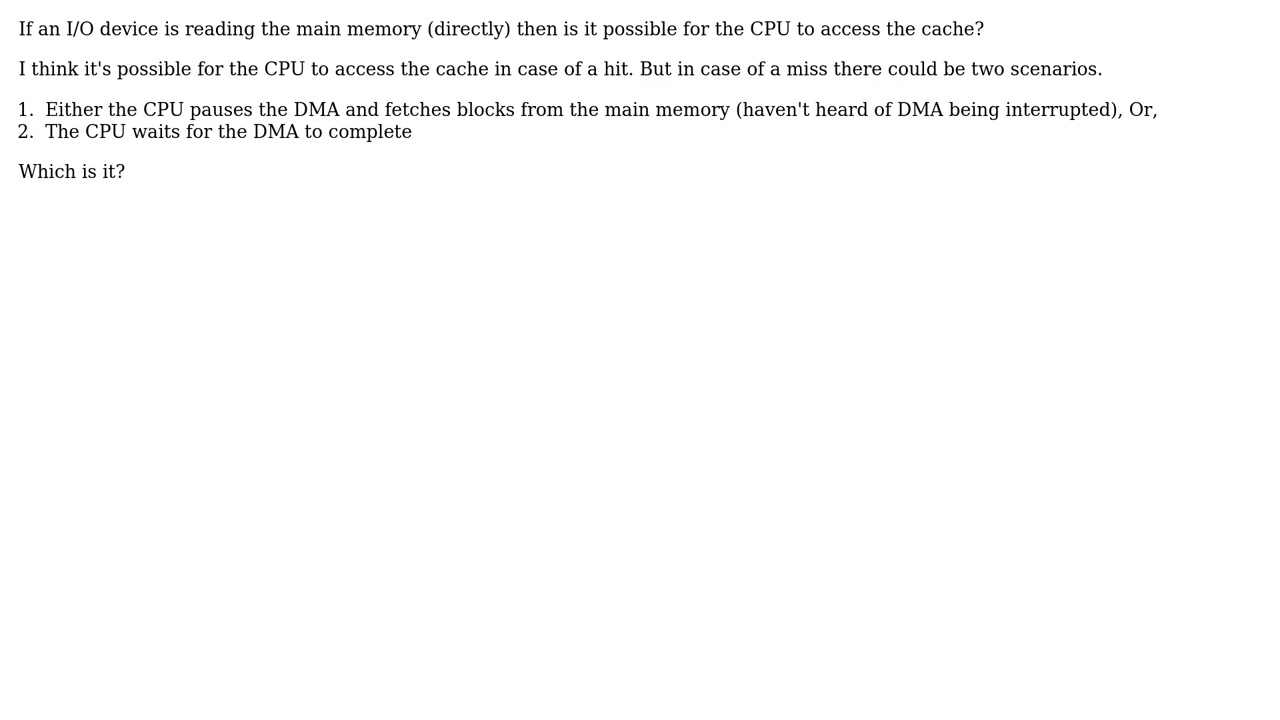 If an I/O device is reading the main memory (directly) then is it possible for the CPU to access the cache?
I think it's possible for the CPU to access the cache in case of a hit. But in case of a miss there could be two scenarios.
1. Either the CPU pauses the DMA and fetches blocks from the main memory (haven't heard of DMA being interrupted), Or,
2. The CPU waits for the DMA to complete
Which is it?